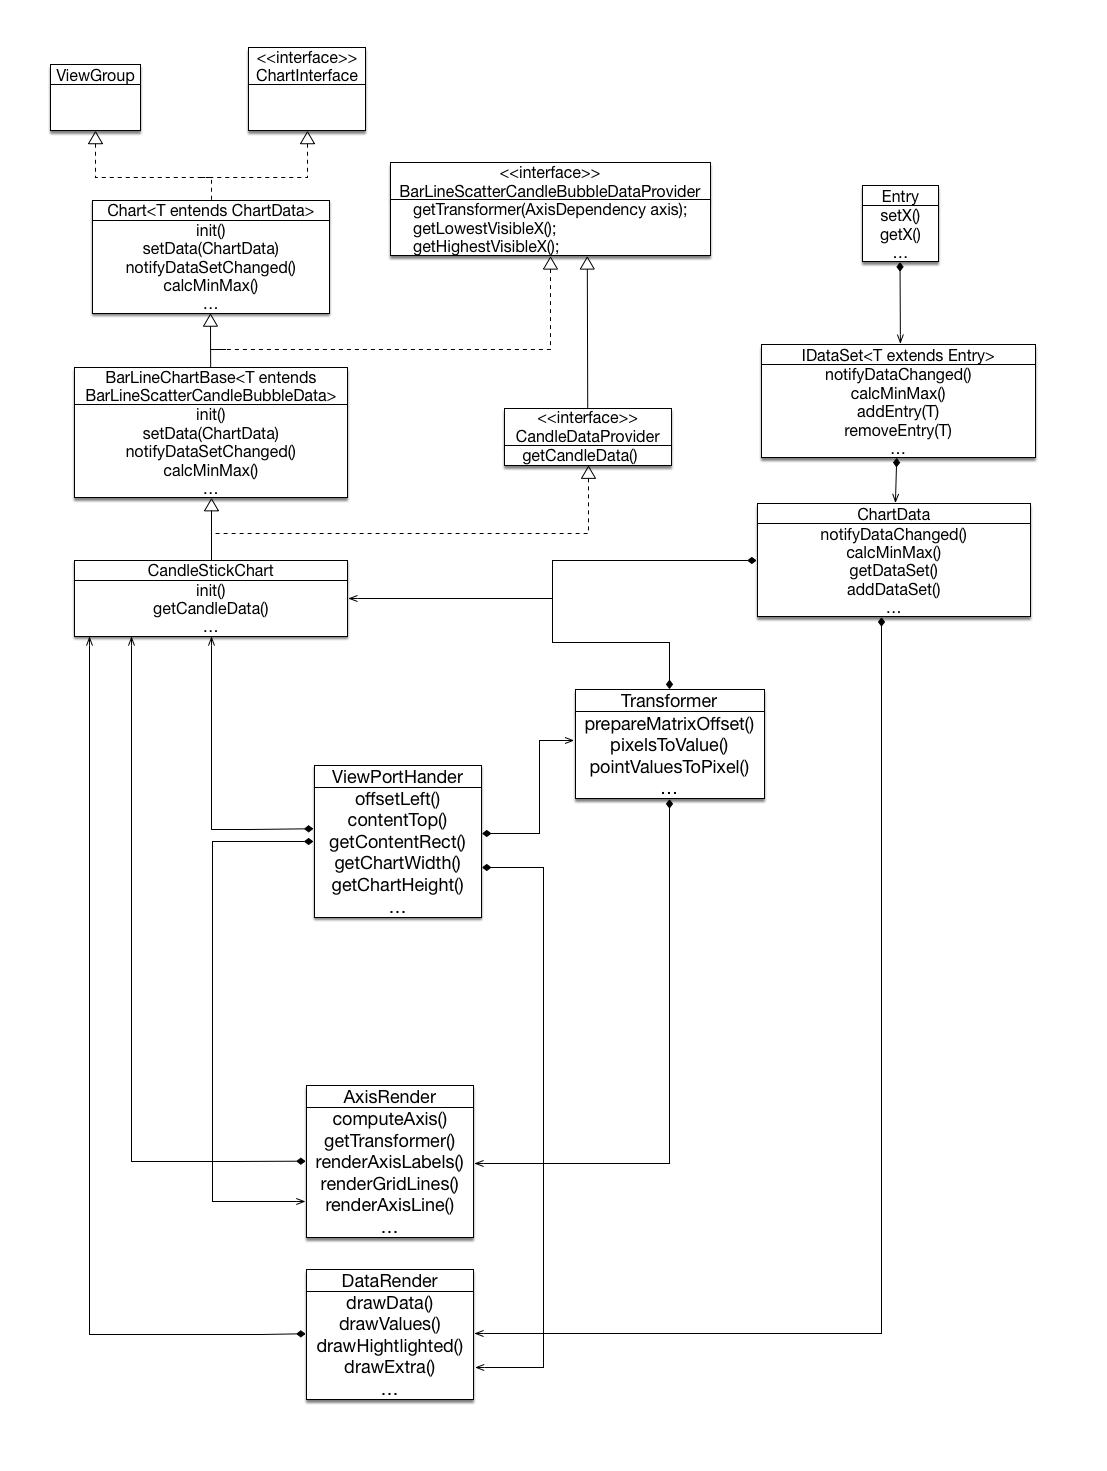 ViewGroup
<<interface>>
ChartInterface
Chart<T entends ChartData>
init()
setData(ChartData)
notifyDataSetChanged()
calcMinMax()
...
<<interface>>
BarLineScatterCandleBubbleDataProvider
getTransformer(AxisDependency axis);
getLowestVisibleX();
getHighestVisibleX();
Entry
setX()
getX()
...
BarLineChartBase<T entends
BarLineScatterCandleBubbleData>
init()
setData(ChartData)
notifyDataSetChanged()
calcMinMax()
...
<<interface>>
CandleDataProvider
getCandleData()
IDataSet<T extends Entry>
notifyDataChanged()
calcMinMax()
addEntry(T)
removeEntry(T)
...
ChartData
notifyDataChanged()
calcMinMax()
getDataSet()
addDataSet()
...
CandleStickChart
init()
getCandleData()
...
Transformer
prepareMatrixOffset()
pixelsToValue()
pointValuesToPixel()
...
ViewPortHander
offsetLeft()
contentTop()
getContentRect()
getChartWidth()
getChartHeight()
...
AxisRender
computeAxis()
getTransformer()
renderAxisLabels()
renderGridLines()
renderAxisLine()
...
DataRender
drawData()
drawValues()
drawHightlighted()
drawExtra()
...